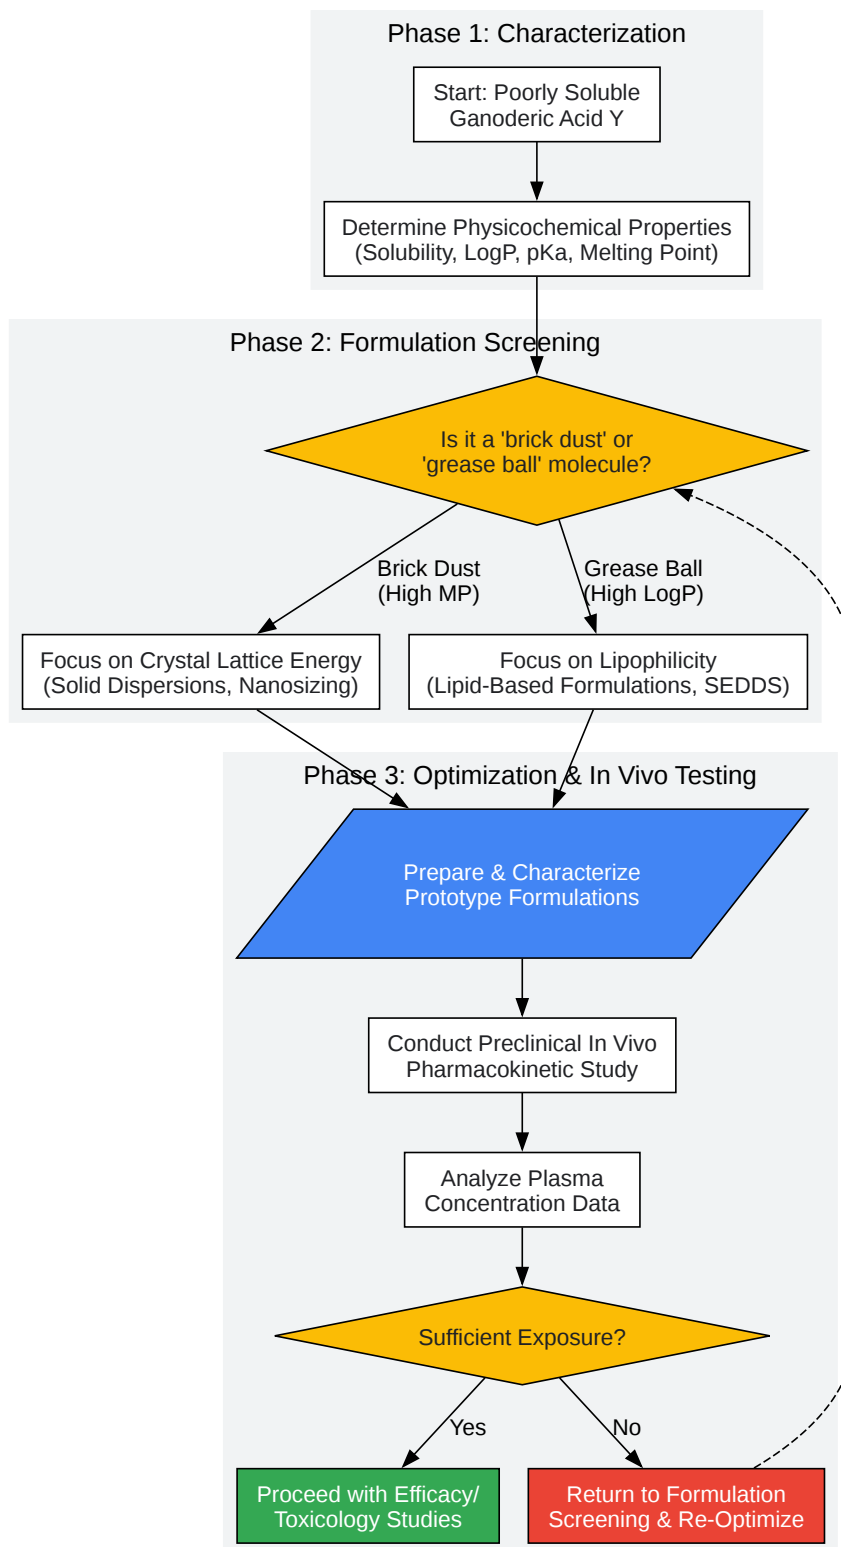 Phase 1: Characterization
Start: Poorly Soluble
Ganoderic Acid Y
Determine Physicochemical Properties
(Solubility, LogP, pKa, Melting Point)
Phase 2: Formulation Screening
Is it a 'brick dust' or
'grease ball' molecule?
Brick Dust
(High MP)
Grease Ball
(High LogP)
Focus on Crystal Lattice Energy
(Solid Dispersions, Nanosizing)
Focus on Lipophilicity
(Lipid-Based Formulations, SEDDS)
Phase 3: Optimization & In Vivo Testing
Prepare & Characterize
Prototype Formulations
Conduct Preclinical In Vivo
Pharmacokinetic Study
Analyze Plasma
Concentration Data
Sufficient Exposure?
Yes
No
Proceed with Efficacy/
Toxicology Studies
Return to Formulation
Screening & Re-Optimize